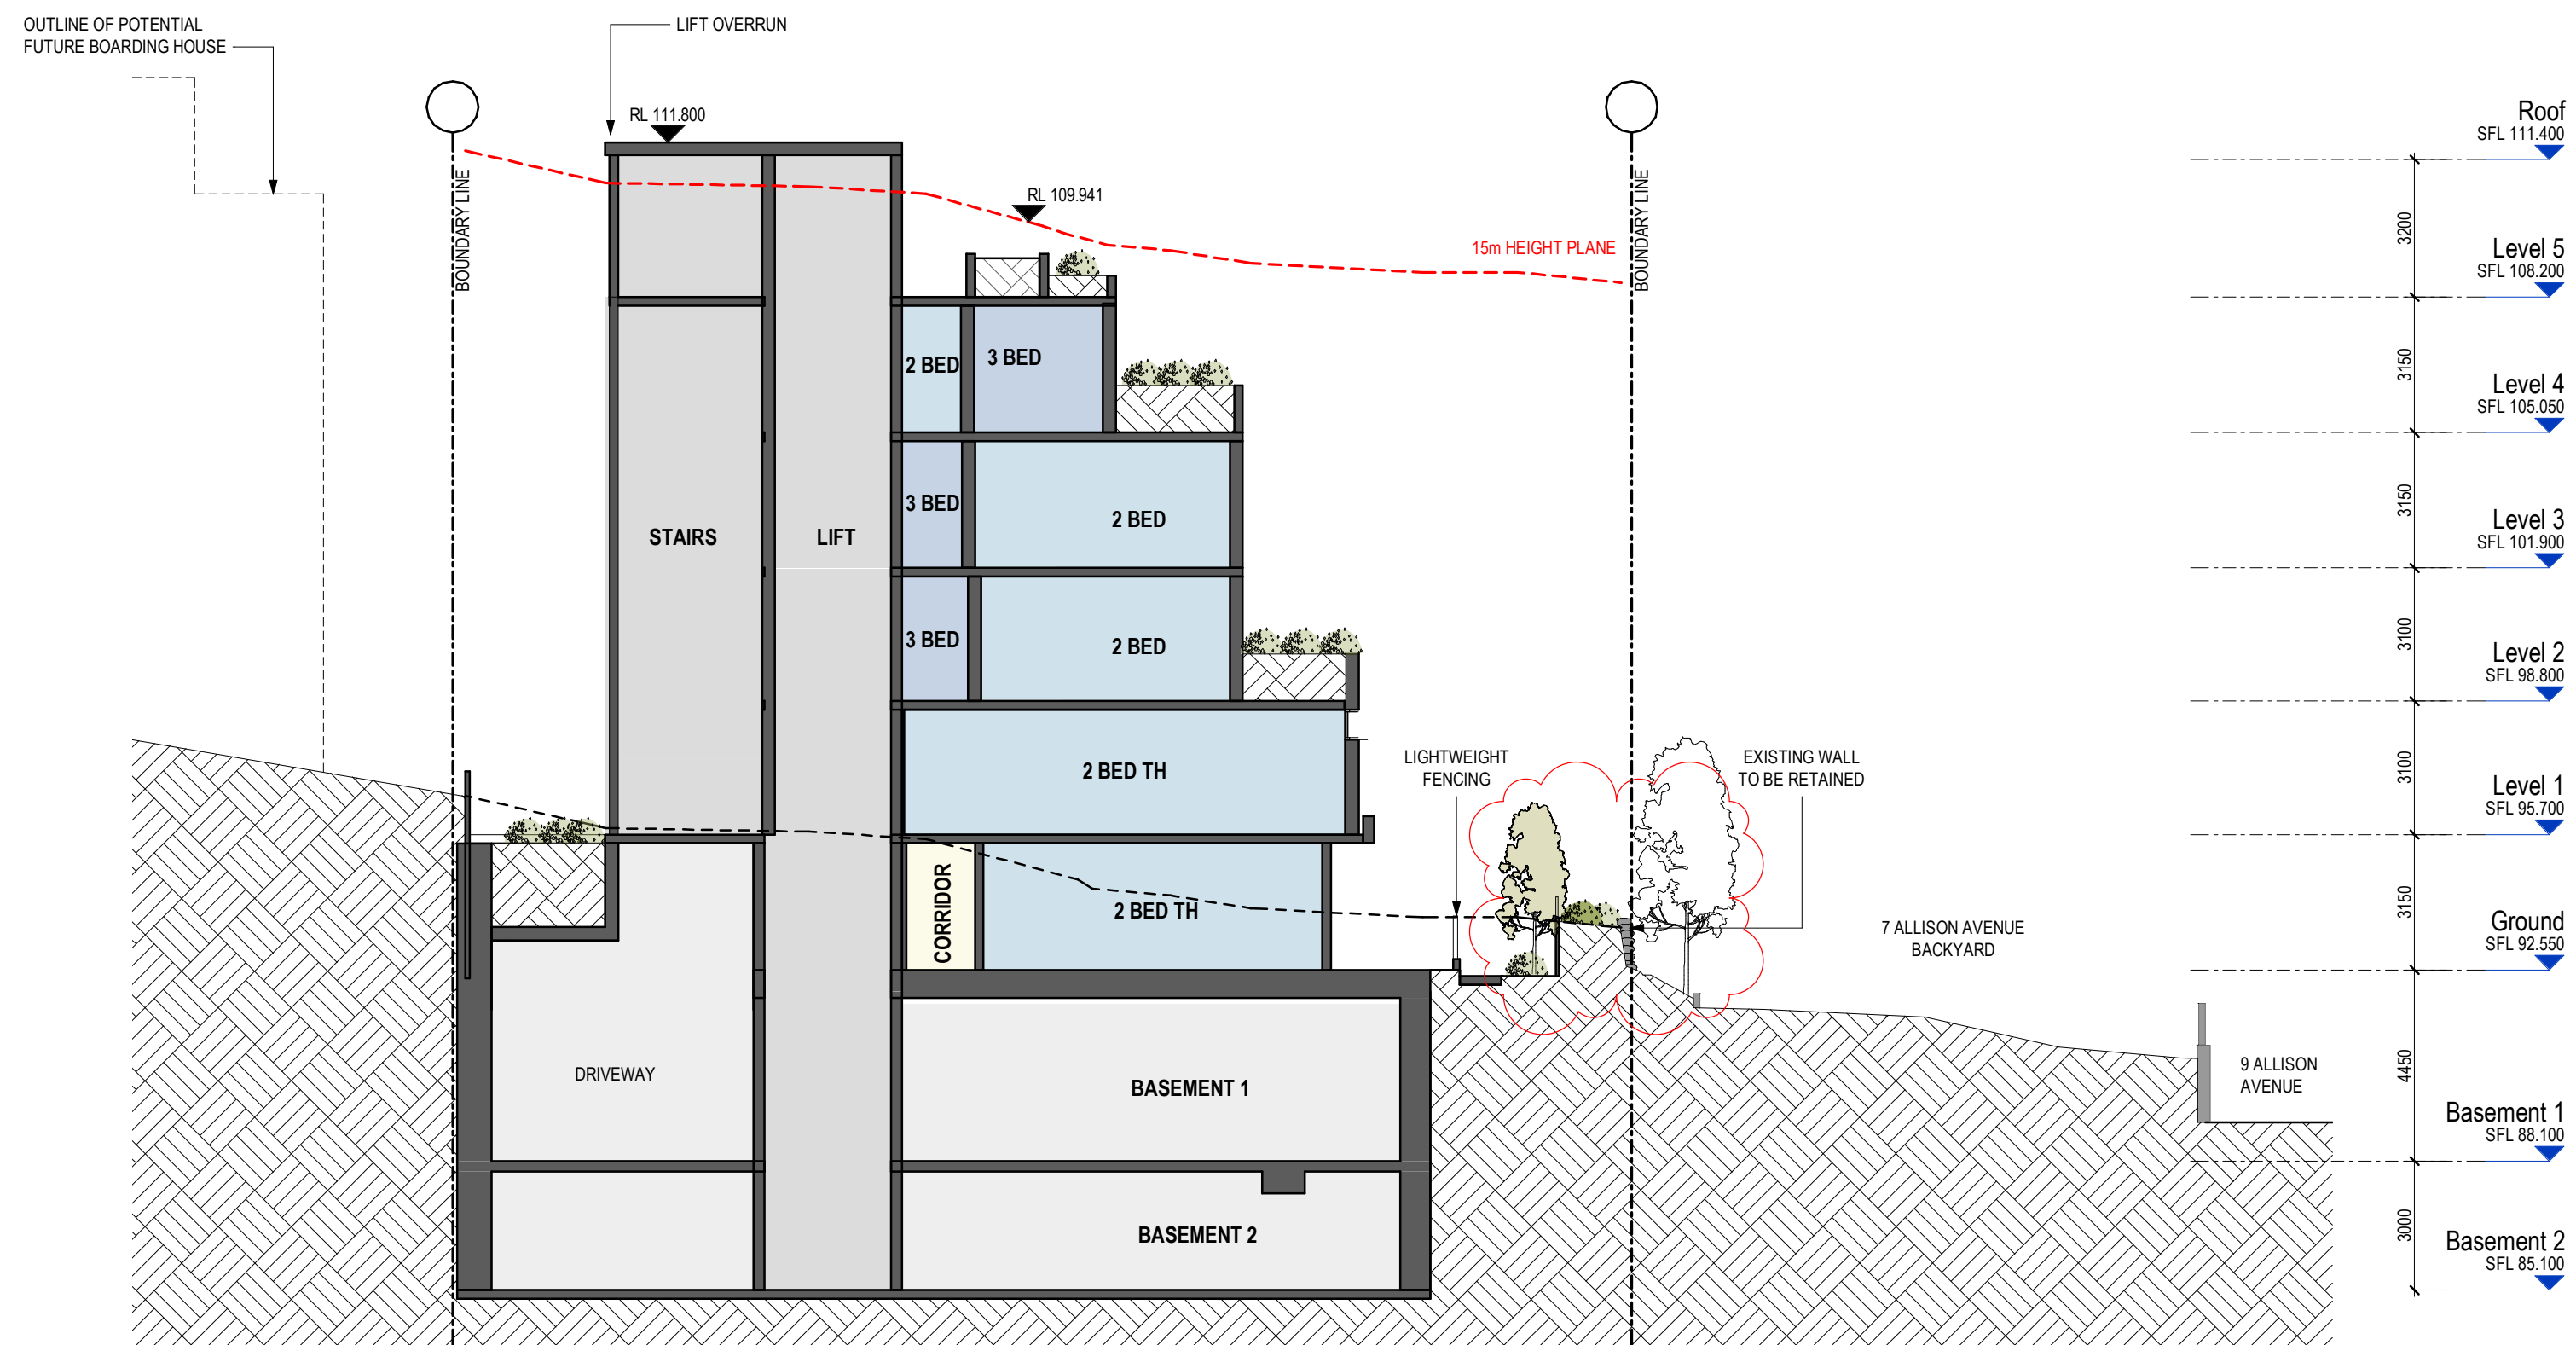 OUTLINE OF POTENTIAL
FUTURE BOARDING HOUSE
LIFT OVERRUN
RL 111.800
RL 109.941
BOUNDARY LINE
15m HEIGHT PLANE
BOUNDARY LINE
2 BED
3 BED
3 BED
2 BED
STAIRS
LIFT
3 BED
2 BED
2 BED TH
CORRIDOR
2 BED TH
LIGHTWEIGHT
FENCING
EXISTING WALL
TO BE RETAINED
7 ALLISON AVENUE
BACKYARD
9 ALLISON
AVENUE
DRIVEWAY
BASEMENT 1
BASEMENT 2
Roof
SFL 111.400
3200
Level 5
SFL 108.200
3150
Level 4
SFL 105.050
3150
Level 3
SFL 101.900
3100
Level 2
SFL 98.800
3100
Level 1
SFL 95.700
3150
Ground
SFL 92.550
4450
Basement 1
SFL 88.100
3000
Basement 2
SFL 85.100